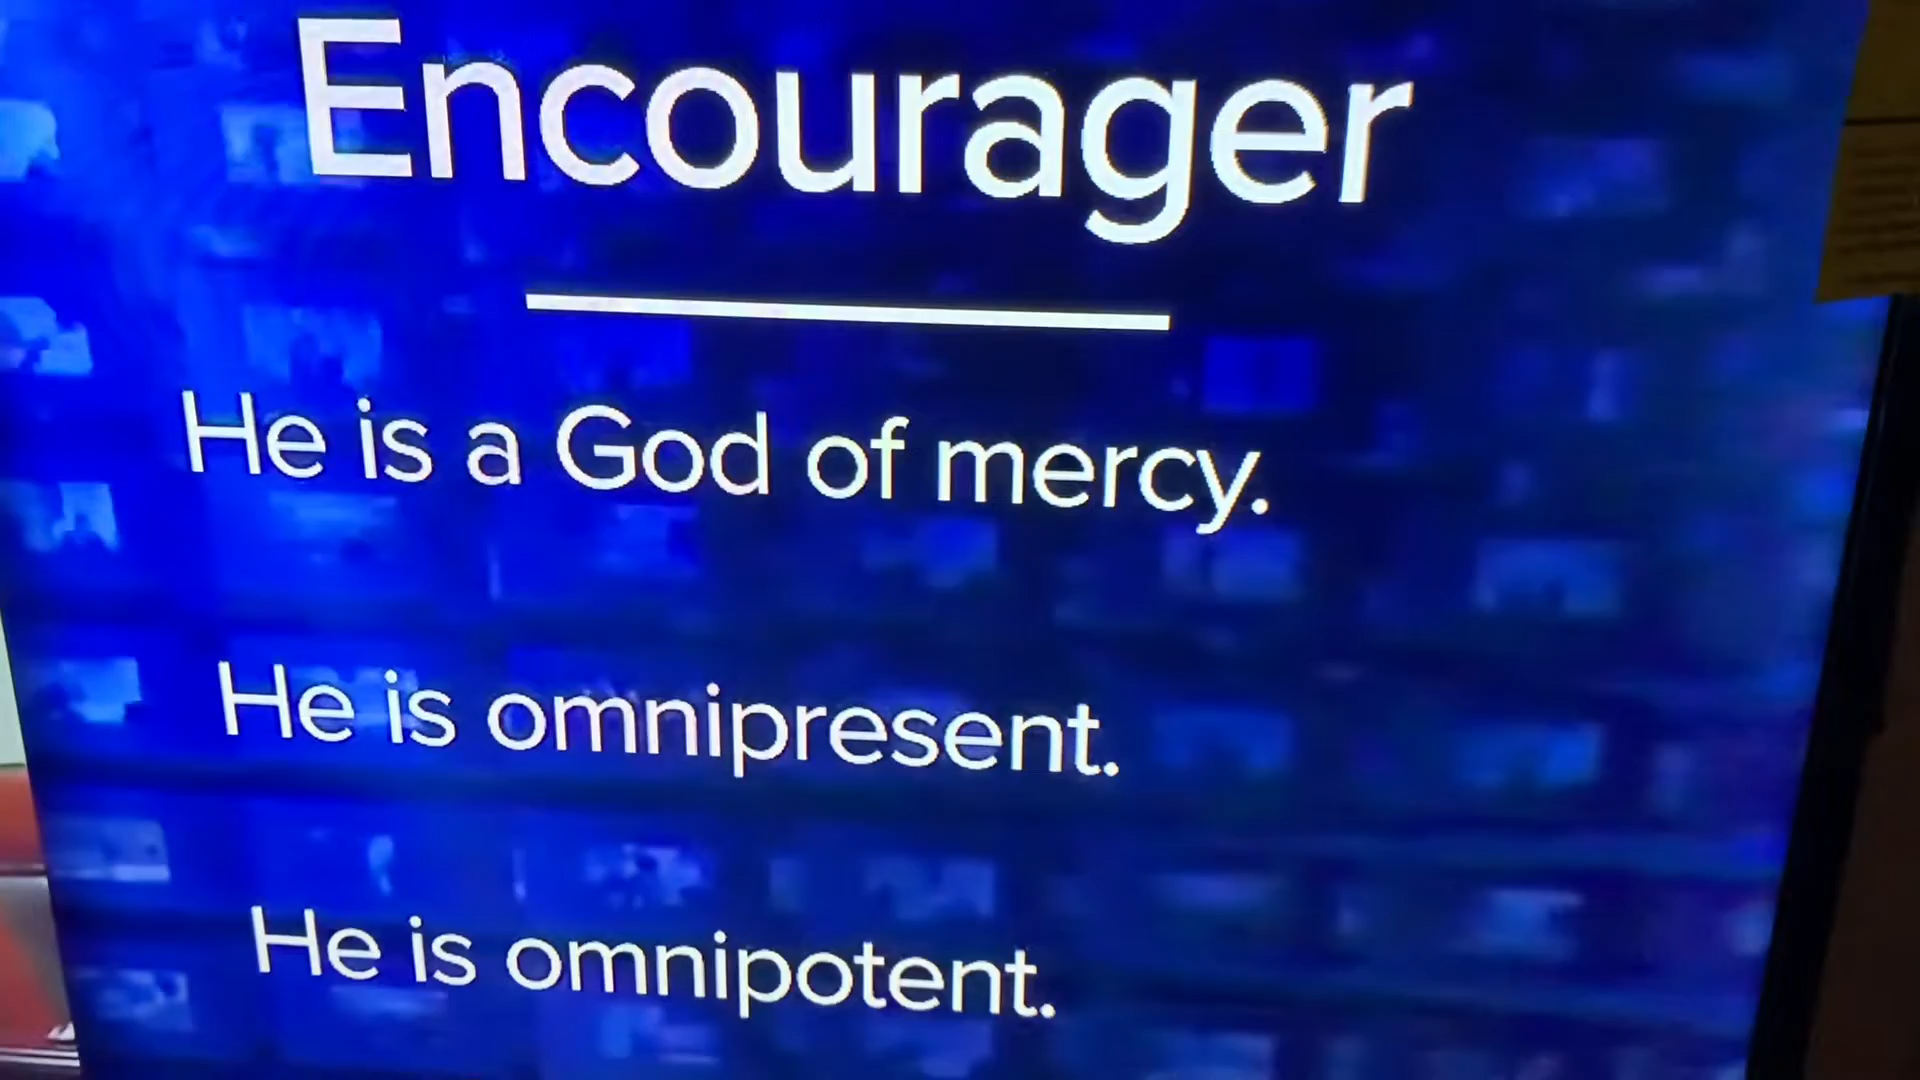 Encourager
He is a God of mercy.
He is omnipresent.
He is omnipotent.